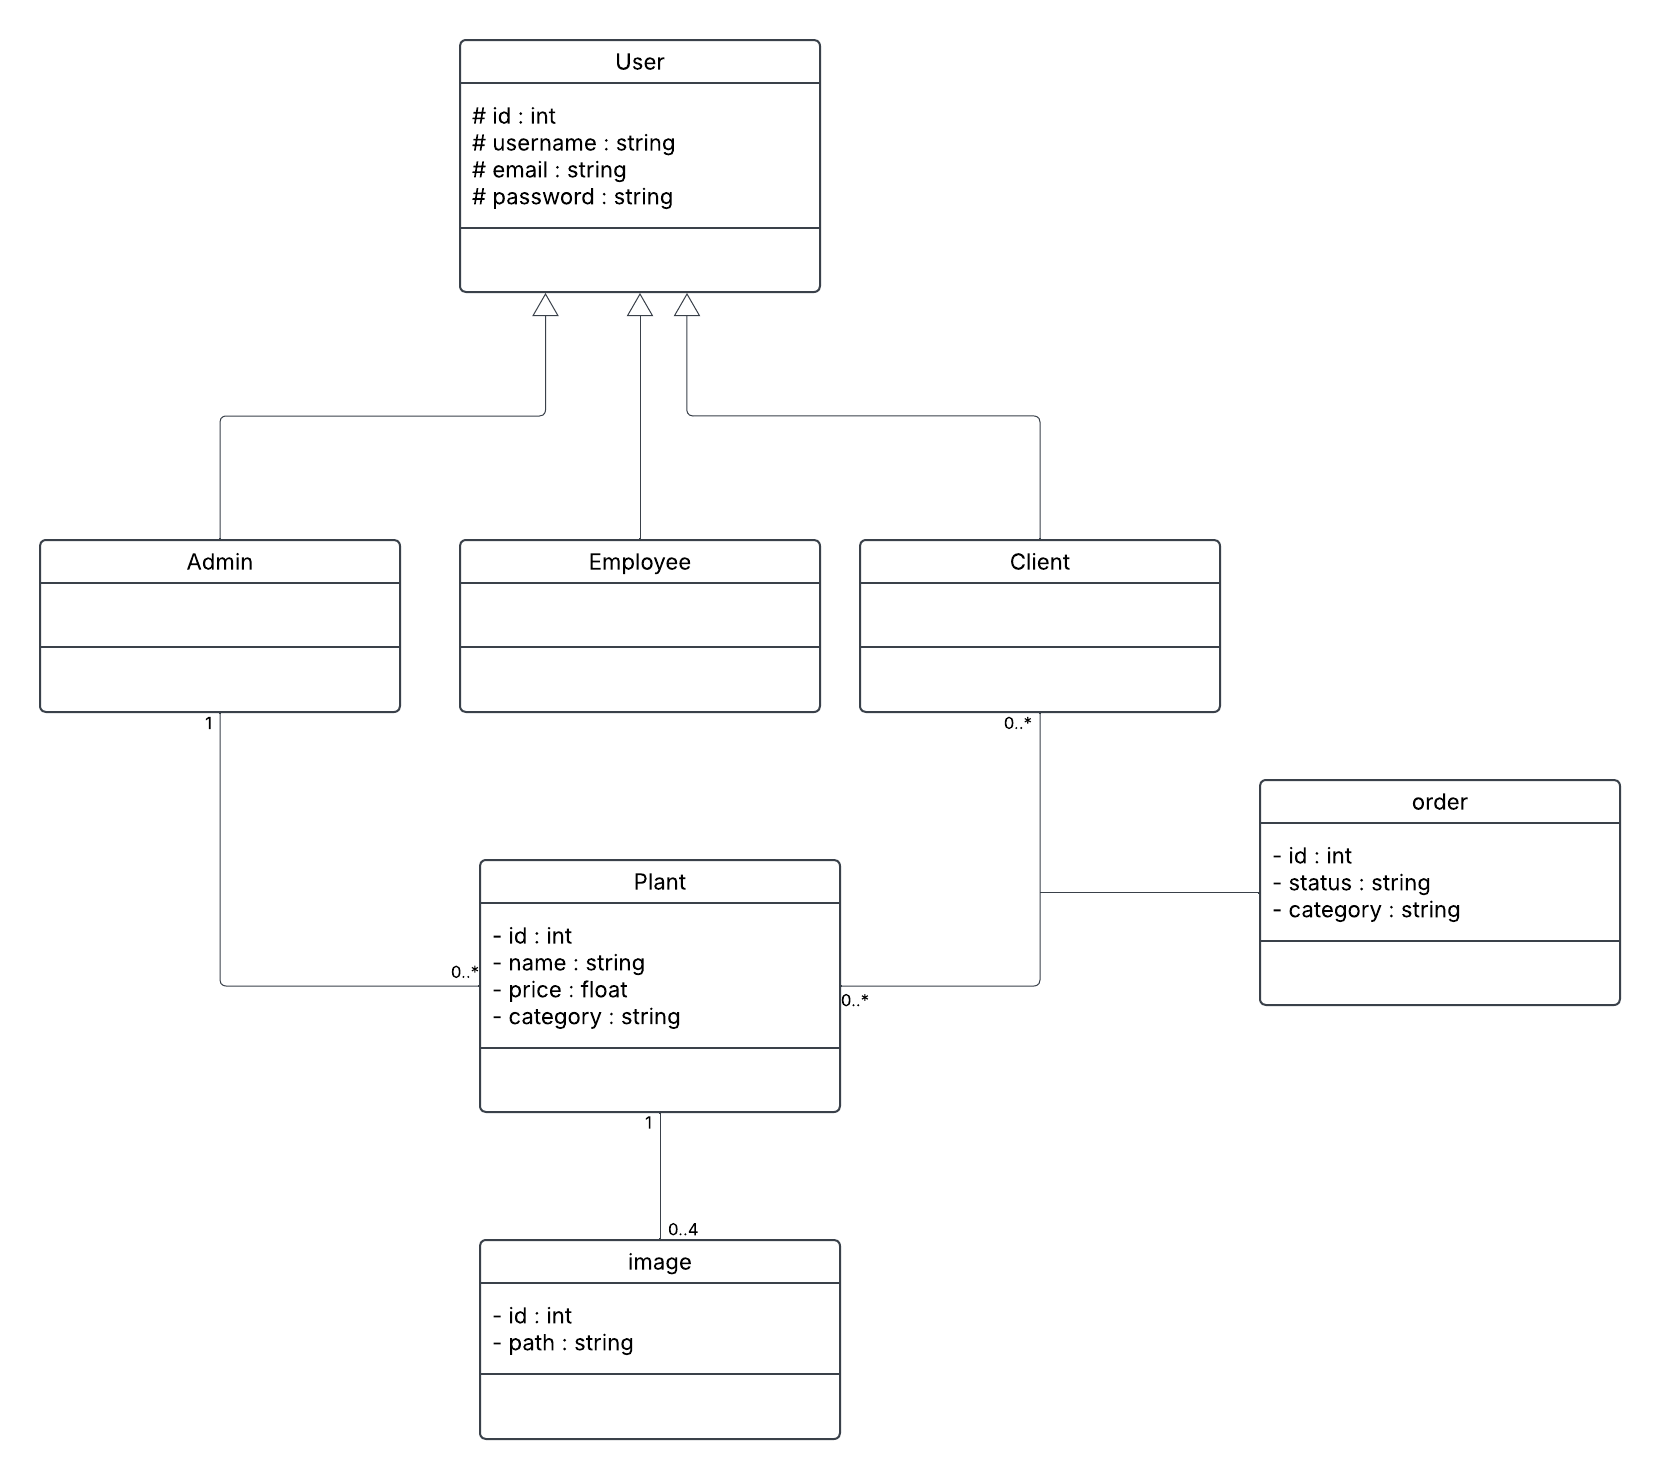 User
# id : int
# username : string
# email : string
# password : string
Admin
Employee
Client
1
0..*
order
- id : int
- status : string
- category : string
Plant
- id : int
- name : string
- price : float
- category : string
0..*
0..*
1
0..4
image
- id : int
- path : string